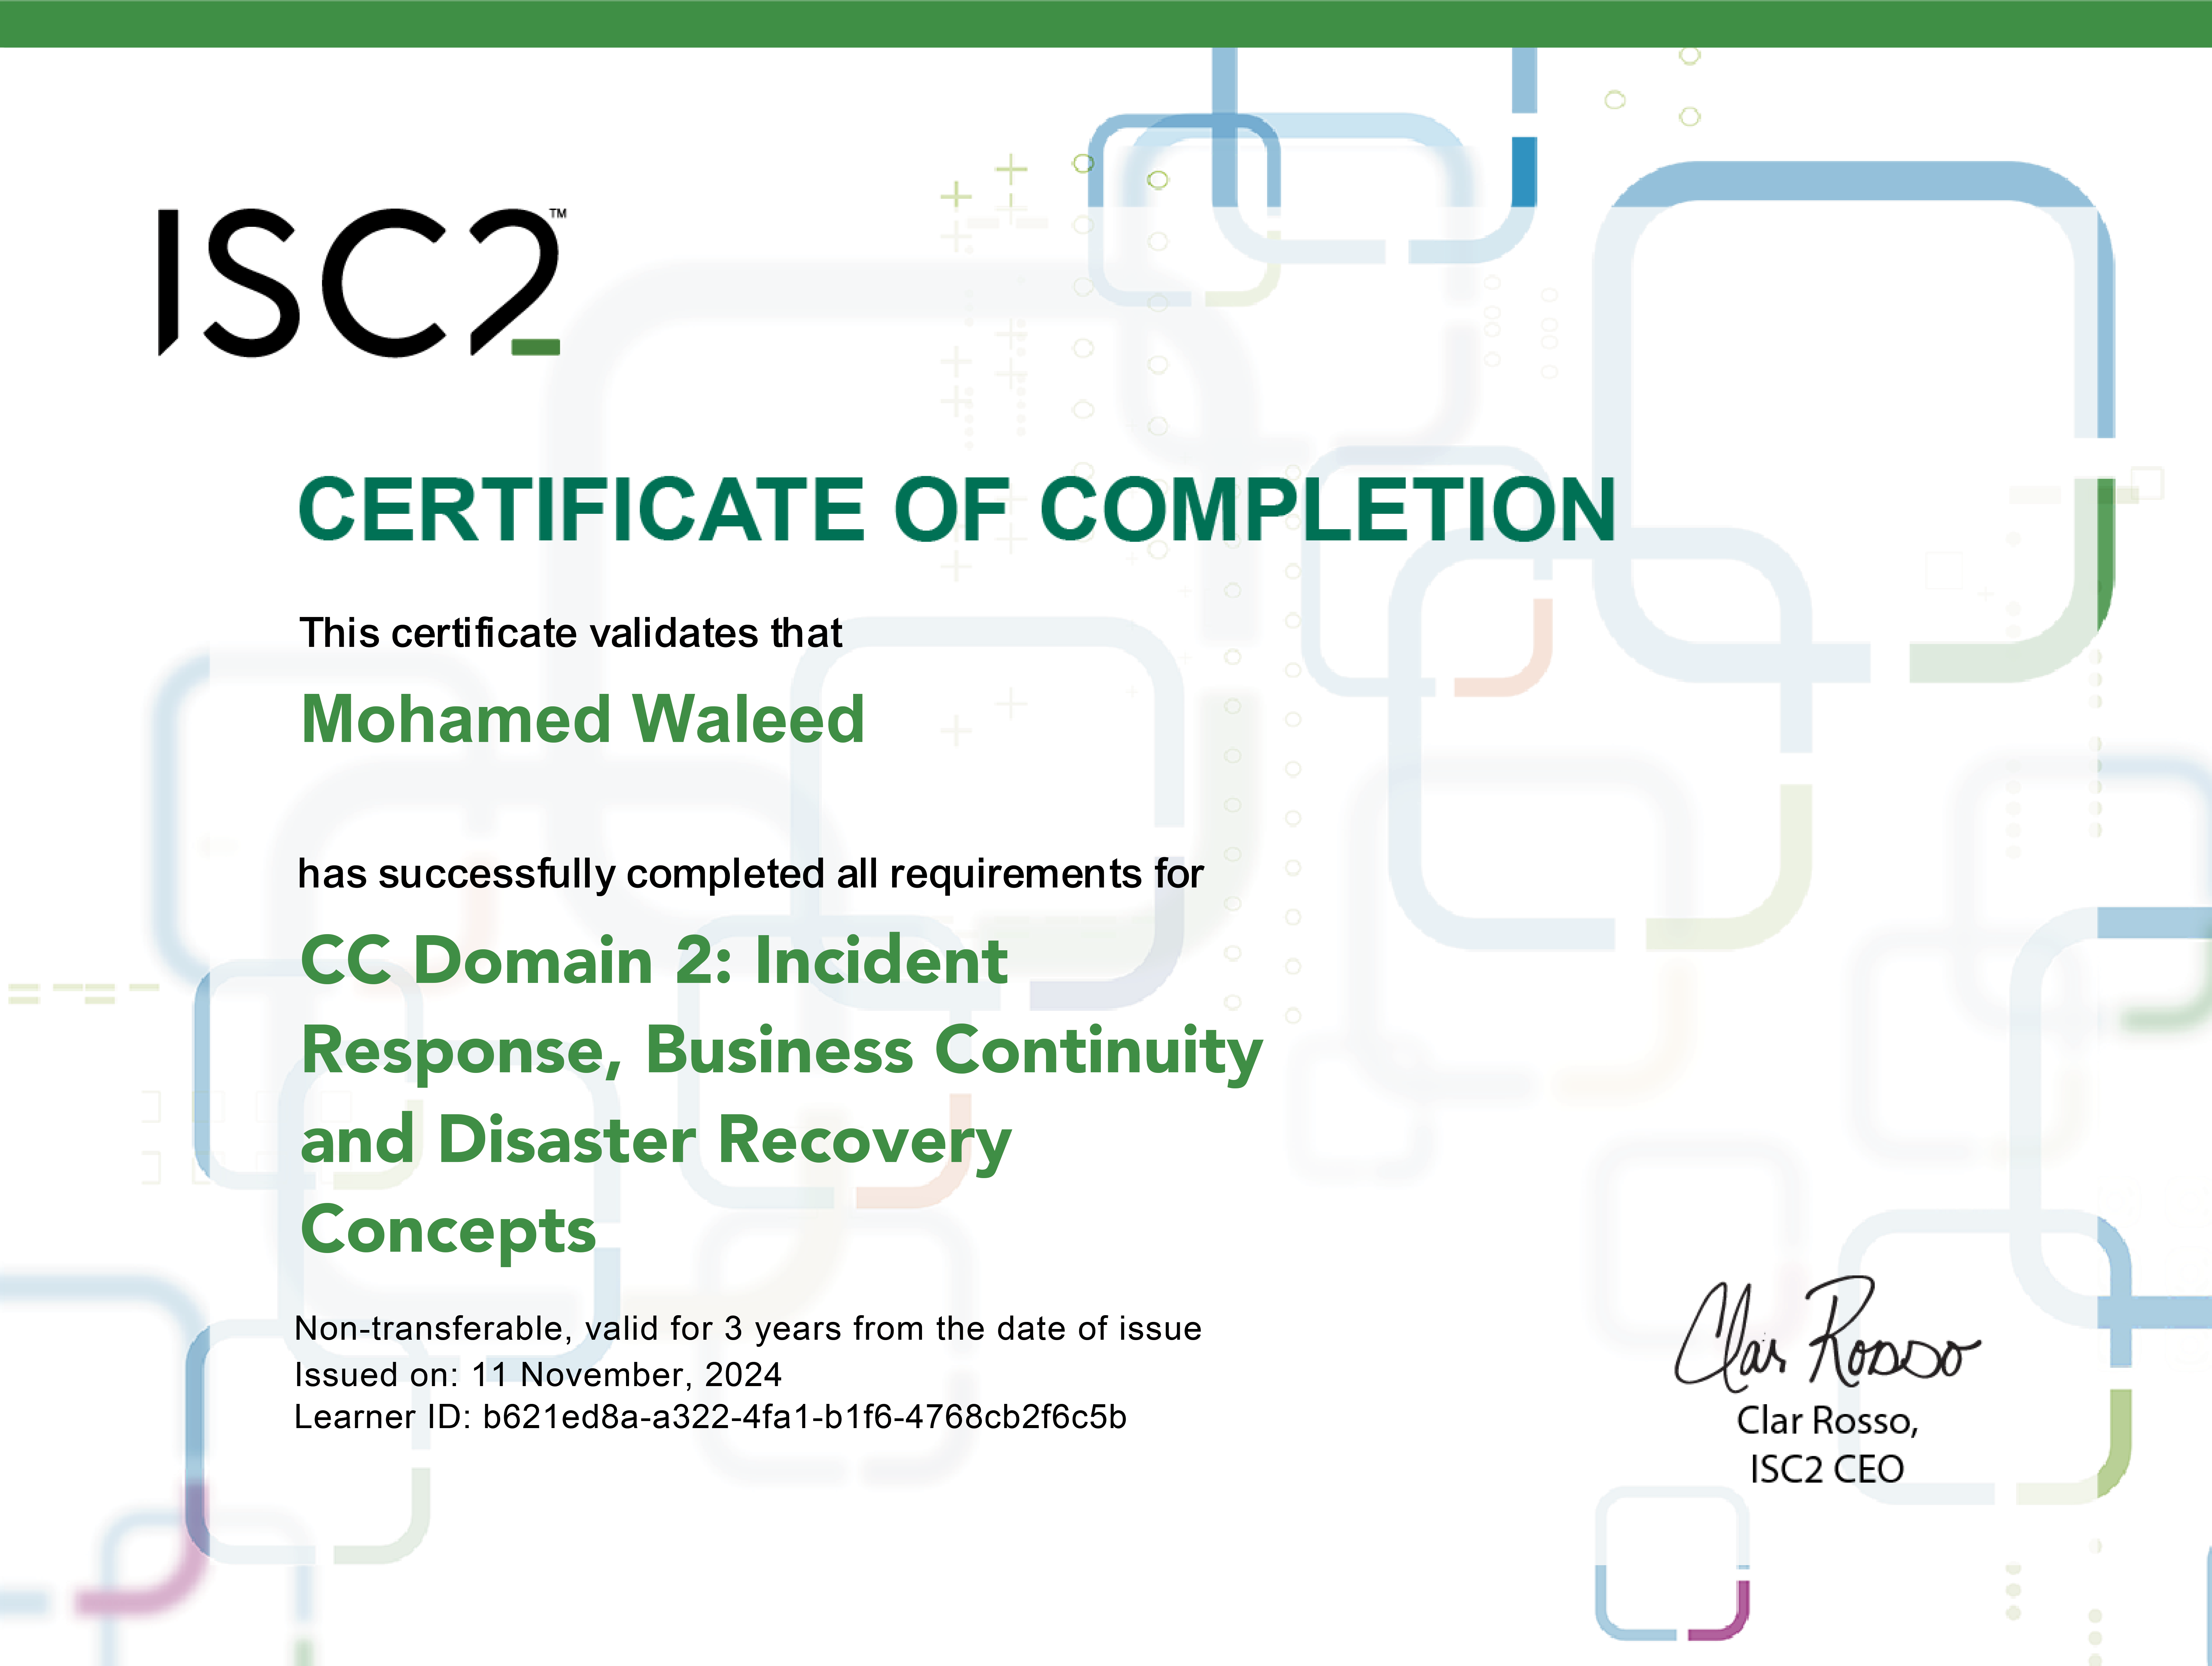 ISC2™
CERTIFICATE OF COMPLETION
This certificate validates that
Mohamed Waleed
has successfully completed all requirements for
CC Domain 2: Incident
Response, Business Continuity
and Disaster Recovery
Concepts
Non-transferable, valid for 3 years from the date of issue
Issued on: 11 November, 2024
Learner ID: b621ed8a-a322-4fa1-b1f6-4768cb2f6c5b
Clar Rosso
Clar Rosso,
ISC2 CEO